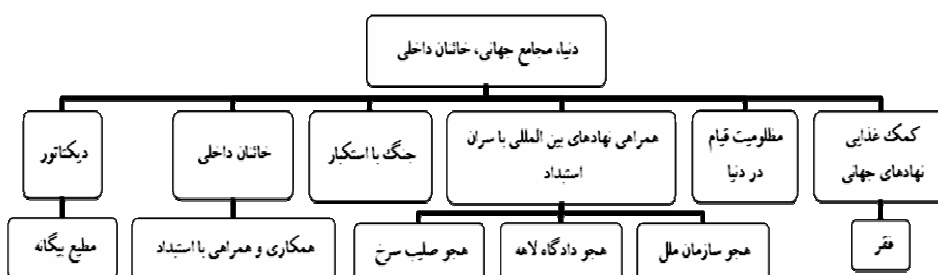 دنیا، مجامع جهانی، خائنان داخلی
کمک غذایی
نهادهای جهانی
مظلومیت قیام
در دنیا
همراهی نهادهای بین المللی با سران
استبداد
جنگ با استکبار
خائنان داخلی
دیکتاتور
فقر
هجو سازمان ملل
هجو دادگاه لاهه
هجو صلیب سرخ
همکاری و همراهی با استبداد
مطیع بیگانه